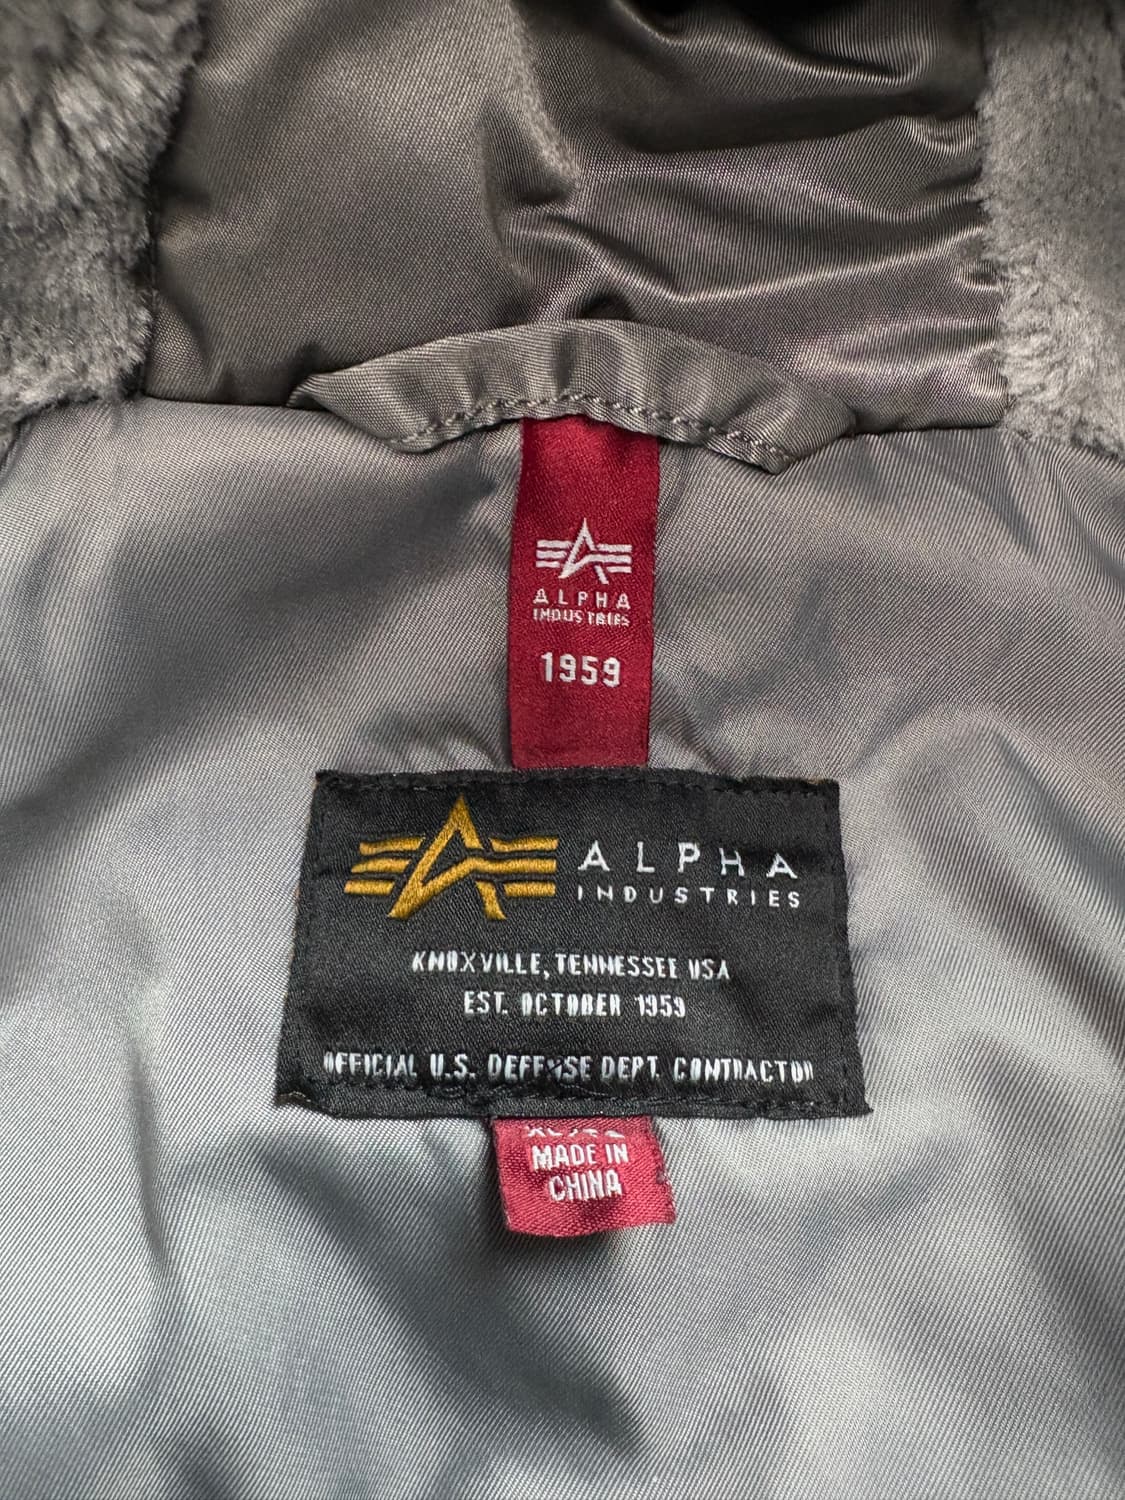 ALPHA
INDUSTRIES
1959
ALPHA
INDUSTRIES
KNOXVILLE, TENNESSEE USA
EST. OCTOBER 1959
OFFICIAL U.S. DEFENSE DEPT. CONTRACTOR
MADE IN
CHINA